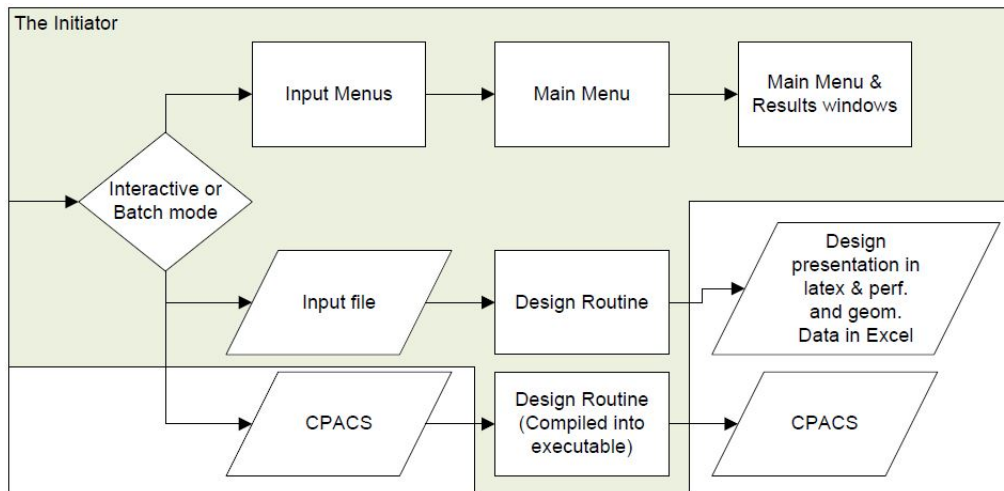 The Initiator
Input Menus
Main Menu
Main Menu &
Results windows
Interactive or
Batch mode
Input file
Design Routine
Design
presentation in
latex & perf.
and geom.
Data in Excel
CPACS
Design Routine
(Compiled into
executable)
CPACS